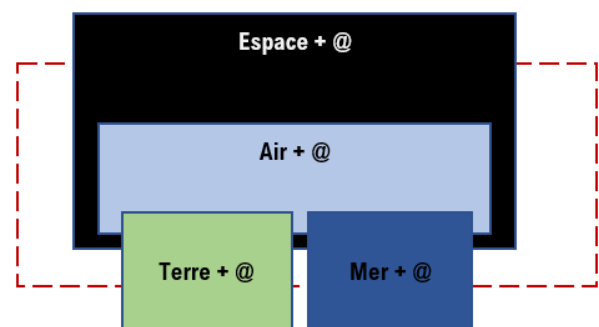 Espace + @
Air + @
Terre + @
Mer + @